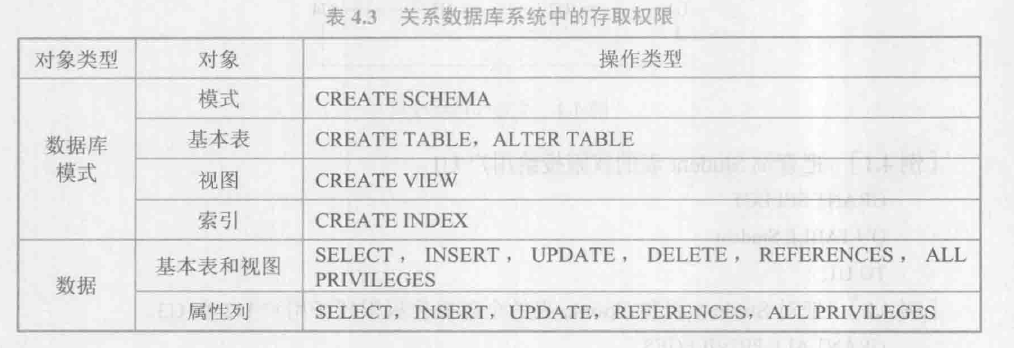 表 4.3 关系数据库系统中的存取权限
对象类型 对象 操作类型
数据库模式 模式 CREATE SCHEMA
基本表 CREATE TABLE，ALTER TABLE
视图 CREATE VIEW
索引 CREATE INDEX
数据 基本表和视图 SELECT， INSERT， UPDATE， DELETE， REFERENCES， ALL
PRIVILEGES
属性列 SELECT，INSERT，UPDATE，REFERENCES，ALL PRIVILEGES